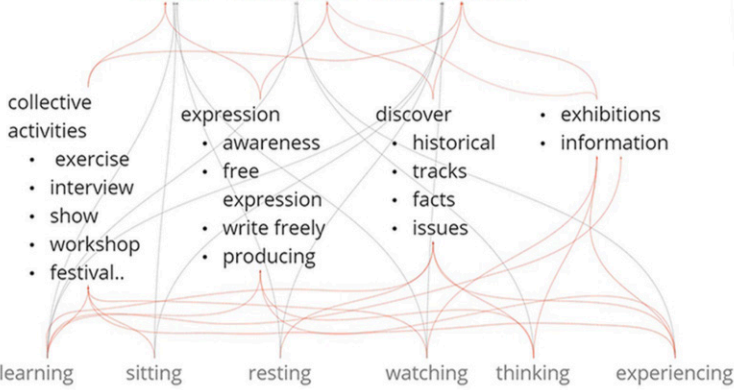 collective
activities
• exercise
• interview
• show
• workshop
• festival..
expression
• awareness
• free
expression
• write freely
• producing
discover
• historical
• tracks
• facts
• issues
• exhibitions
• information
learning
sitting
resting
watching
thinking
experiencing